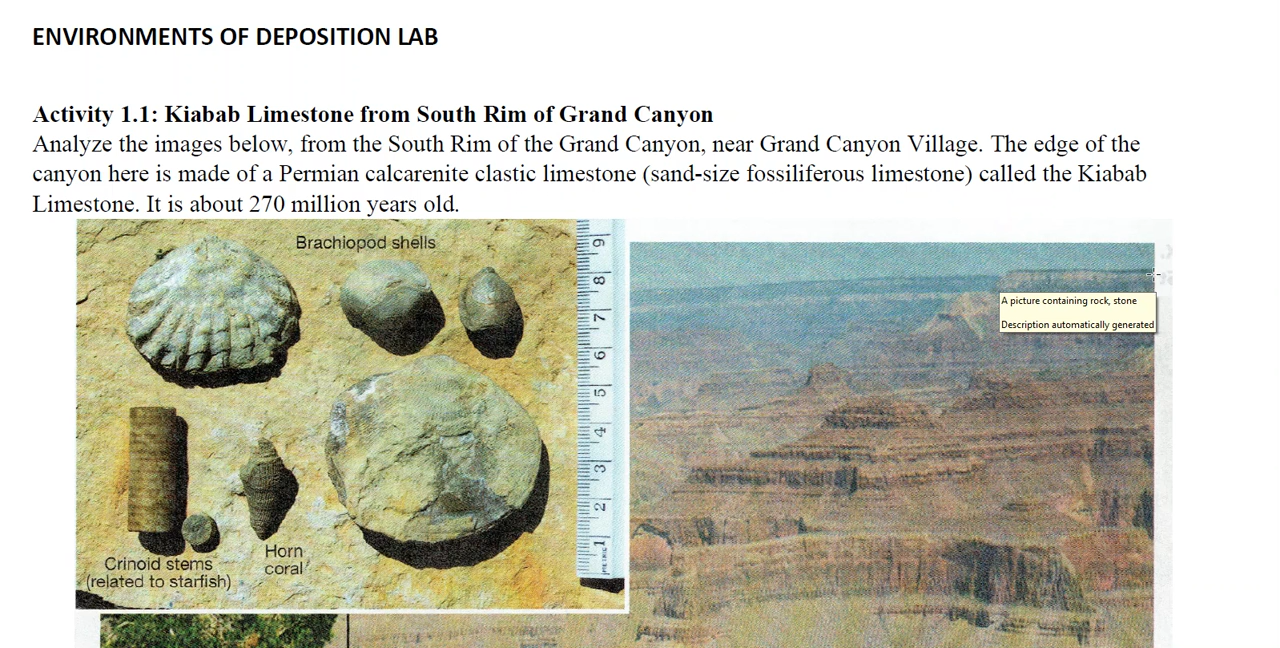 ENVIRONMENTS OF DEPOSITION LAB
Activity 1.1: Kiabab Limestone from South Rim of Grand Canyon
Analyze the images below, from the South Rim of the Grand Canyon, near Grand Canyon Village. The edge of the
canyon here is made of a Permian calcarenite clastic limestone (sand-size fossiliferous limestone) called the Kiabab
Limestone. It is about 270 million years old.
Brachiopod shells
9
8
7
6
5
4
3
2
1
METRIC
A picture containing rock, stone
Description automatically generated
Crinoid stems
(related to starfish)
Horn
coral